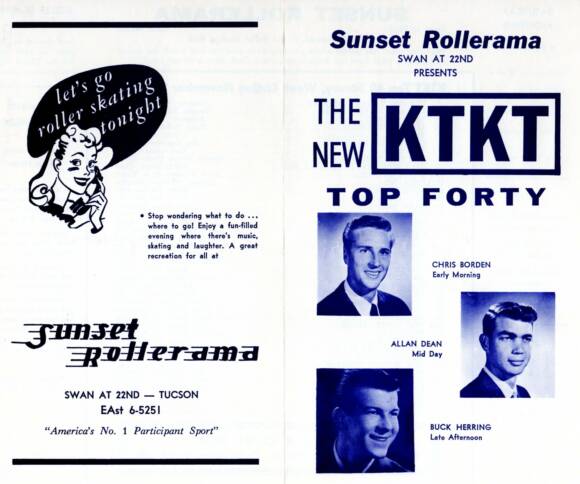 let's go
roller skating
tonight
• Stop wondering what to do ...
where to go! Enjoy a fun-filled
evening where there's music,
skating and laughter. A great
recreation for all at
Sunset
Rollerama
SWAN AT 22ND — TUCSON
EAst 6-5251
"America's No. 1 Participant Sport"
Sunset Rollerama
SWAN AT 22ND
PRESENTS
THE
NEW
KTKT
TOP FORTY
CHRIS BORDEN
Early Morning
ALLAN DEAN
Mid Day
BUCK HERRING
Late Afternoon